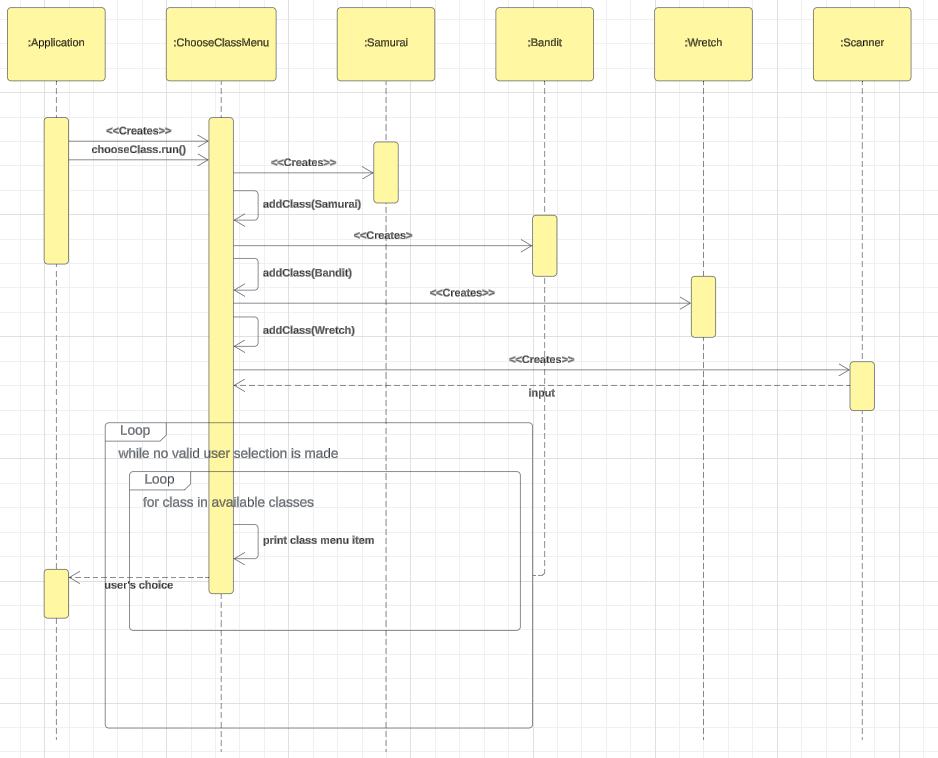 :Application
:ChooseClassMenu
:Samurai
:Bandit
:Wretch
:Scanner
<<Creates>>
chooseClass.run()
<<Creates>>
addClass(Samurai)
<<Creates>
addClass(Bandit)
<<Creates>>
addClass(Wretch)
<<Creates>>
input
Loop
while no valid user selection is made
Loop
for class in available classes
print class menu item
user's choice